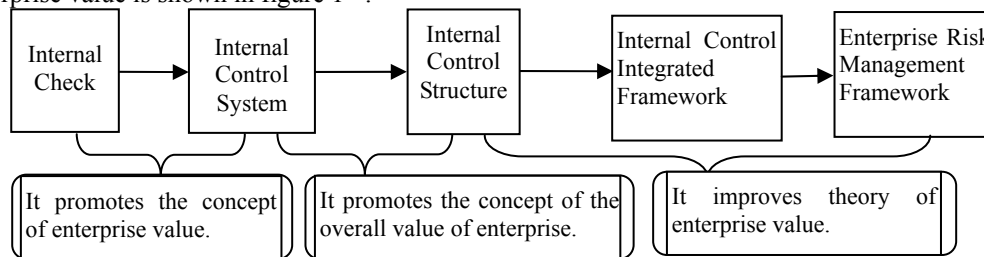 erprise value is shown in figure 1
Internal
Check
Internal
Control
System
Internal
Control
Structure
Internal Control
Integrated
Framework
Enterprise Risk
Management
Framework
It promotes the concept
of enterprise value.
It promotes the concept of the
overall value of enterprise.
It improves theory of
enterprise value.